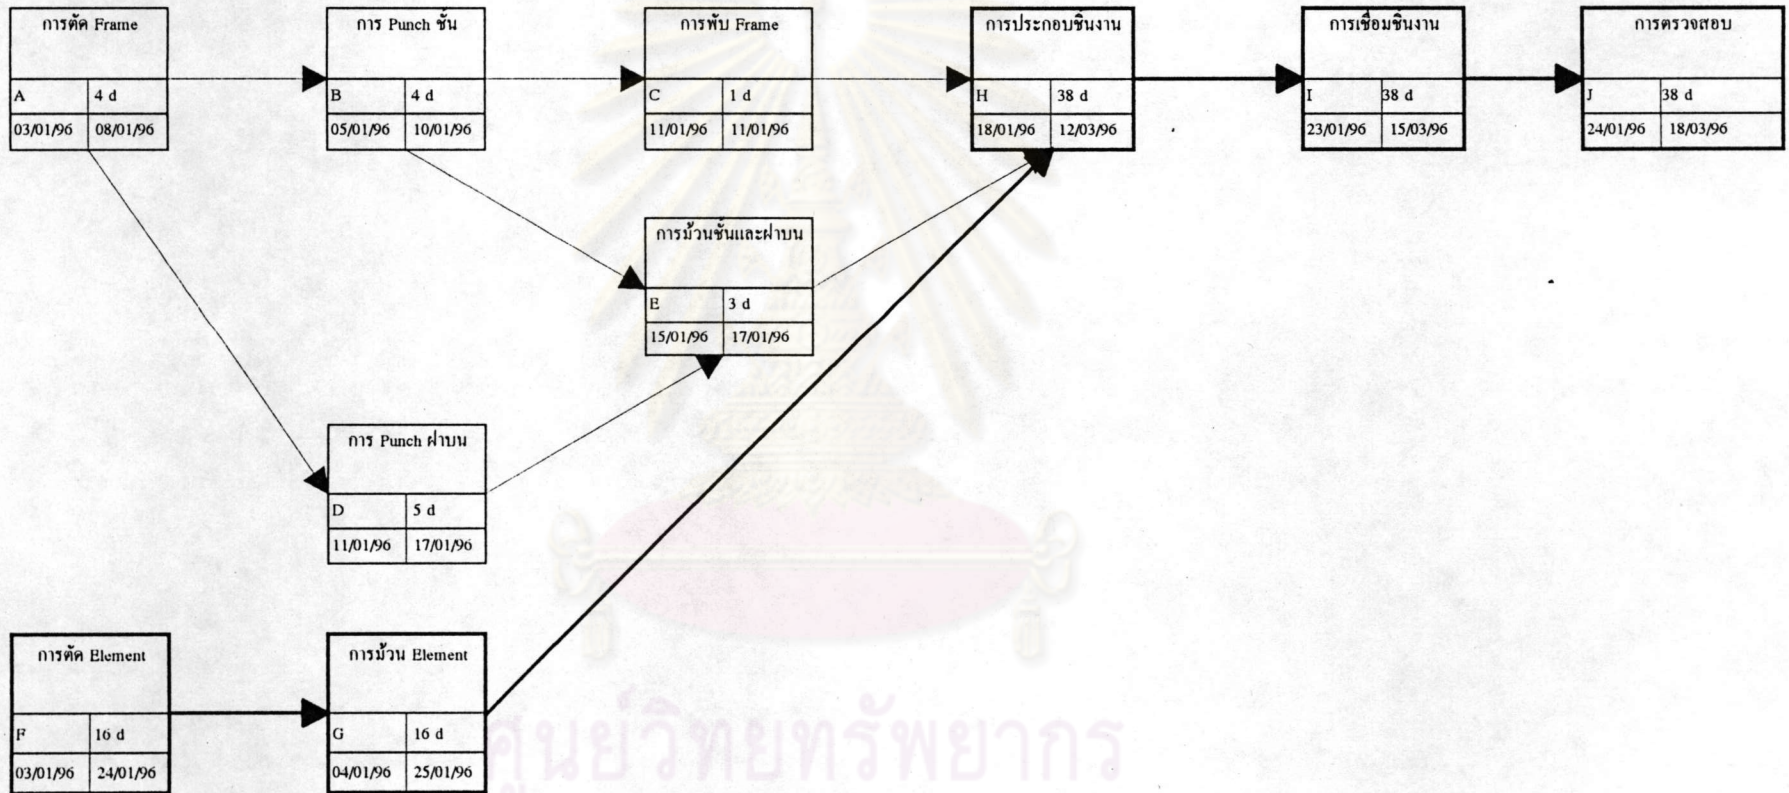 การตัด Frame
A 4 d
03/01/96 08/01/96
การ Punch ชั้น
B 4 d
05/01/96 10/01/96
การพับ Frame
C 1 d
11/01/96 11/01/96
การประกอบชิ้นงาน
H 38 d
18/01/96 12/03/96
การเชื่อมชิ้นงาน
I 38 d
23/01/96 15/03/96
การตรวจสอบ
J 38 d
24/01/96 18/03/96
การม้วนชั้นและฝาบน
E 3 d
15/01/96 17/01/96
การ Punch ฝาบน
D 5 d
11/01/96 17/01/96
การตัด Element
F 16 d
03/01/96 24/01/96
การม้วน Element
G 16 d
04/01/96 25/01/96
ศูนย์วิทยทรัพยากร